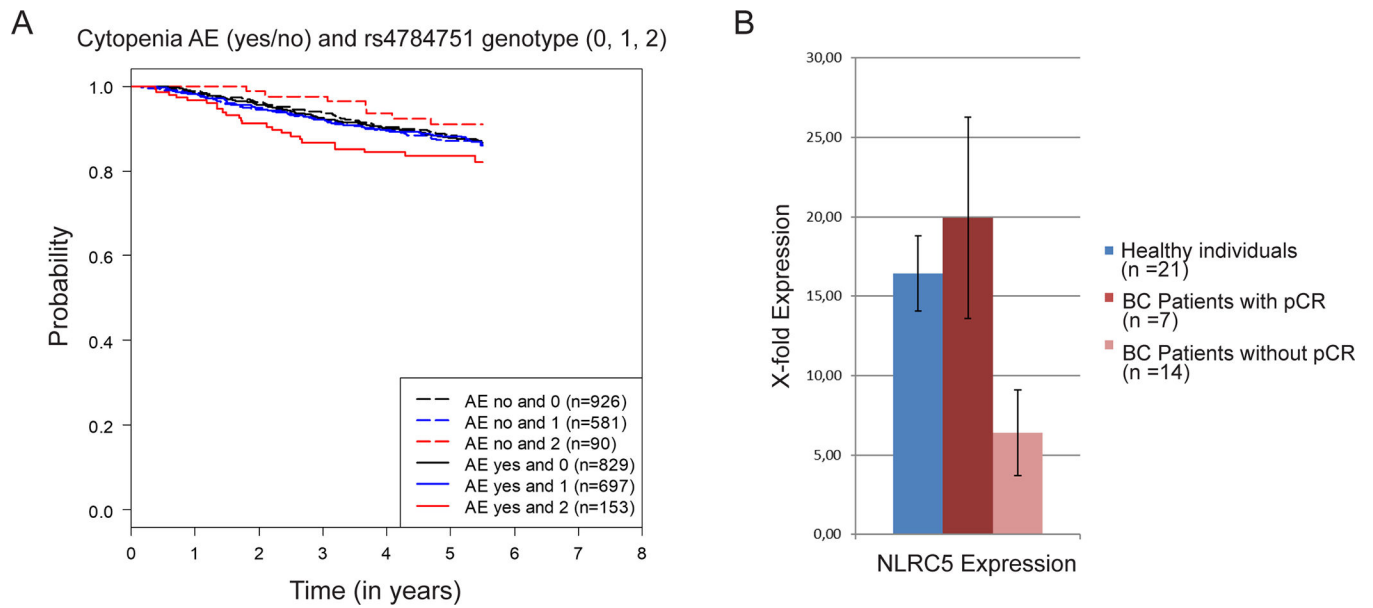 A
Cytopenia AE (yes/no) and rs4784751 genotype (0, 1, 2)
Probability
1.0
0.8
0.6
0.4
0.2
0.0
AE no and 0 (n=926)
AE no and 1 (n=581)
AE no and 2 (n=90)
AE yes and 0 (n=829)
AE yes and 1 (n=697)
AE yes and 2 (n=153)
0 1 2 3 4 5 6 7 8
Time (in years)
B
X-fold Expression
30,00
25,00
20,00
15,00
10,00
5,00
0,00
NLRC5 Expression
Healthy individuals
(n =21)
BC Patients with pCR
(n =7)
BC Patients without pCR
(n =14)